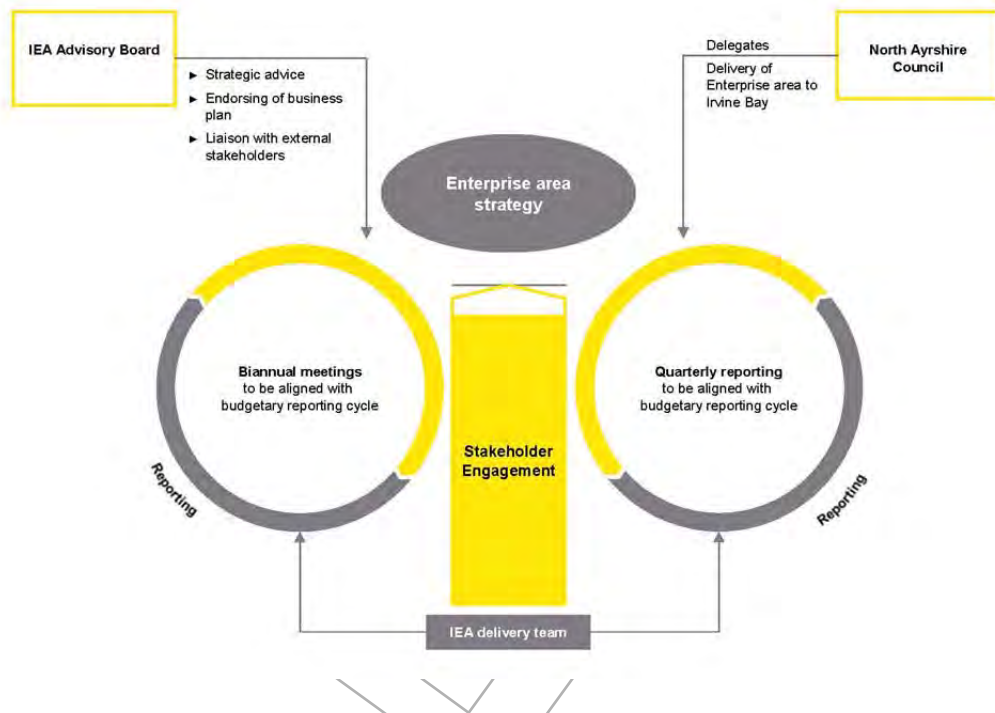 IEA Advisory Board
► Strategic advice
► Endorsing of business
plan
► Liaison with external
stakeholders
Delegates
Delivery of
Enterprise area to
Irvine Bay
North Ayrshire
Council
Enterprise area
strategy
Biannual meetings
to be aligned with
budgetary reporting cycle
Reporting
Stakeholder
Engagement
Quarterly reporting
to be aligned with
budgetary reporting cycle
Reporting
IEA delivery team